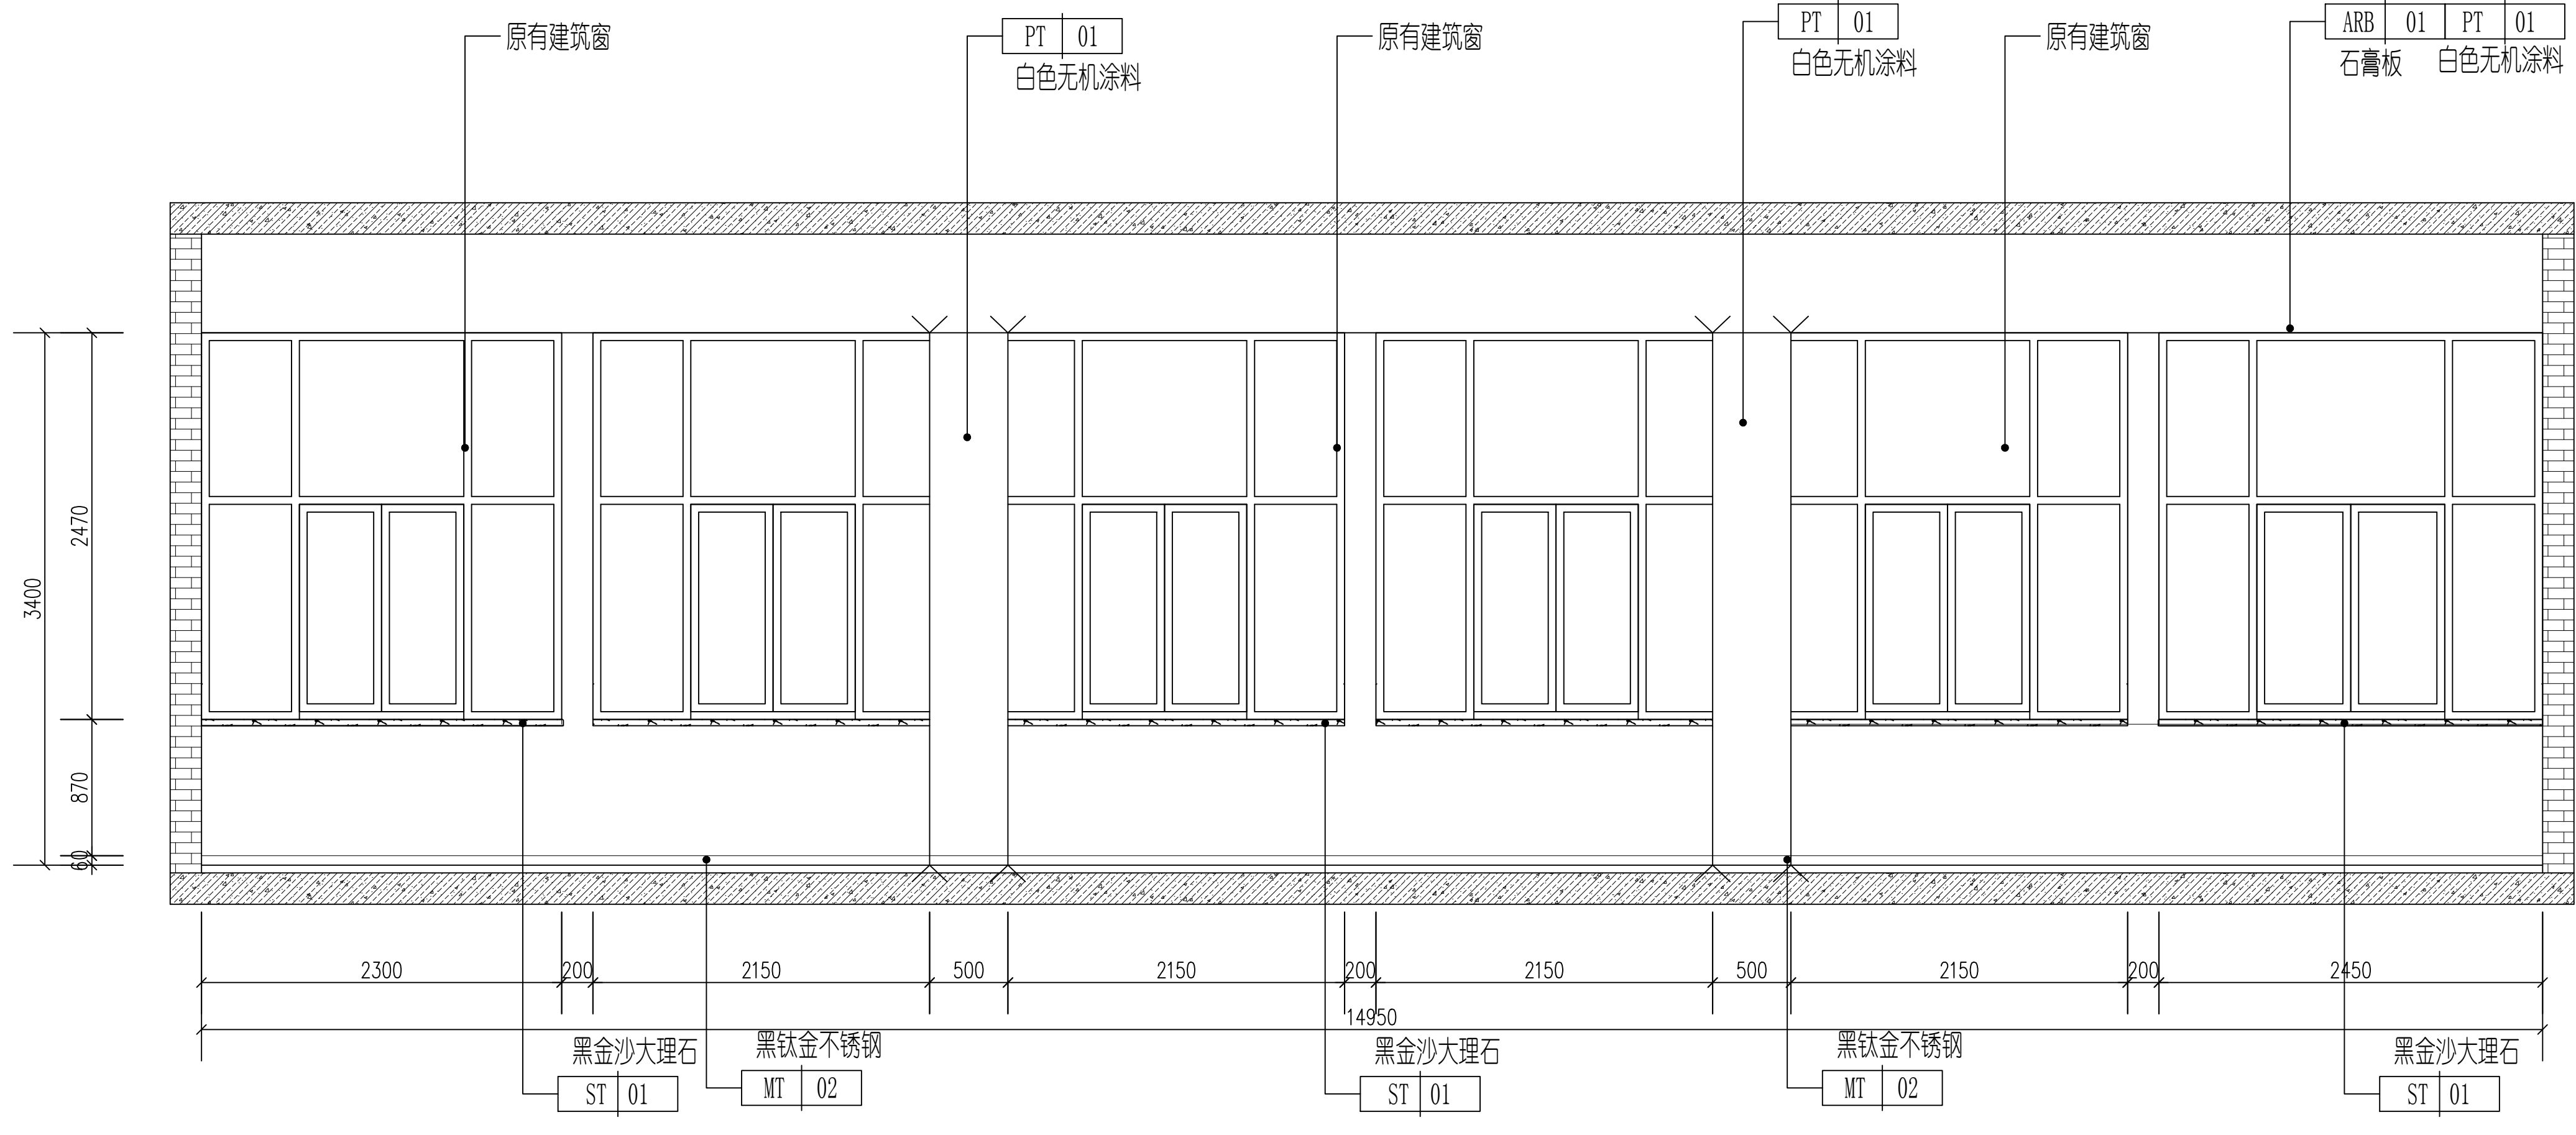 原有建筑窗
PT 01
白色无机涂料
原有建筑窗
PT 01
白色无机涂料
原有建筑窗
ARB 01 PT 01
石膏板 白色无机涂料
3400
2470
870
60
2300 200 2150 500 2150 200 2150 500 2150 200 2450
14950
黑金沙大理石
ST 01
黑钛金不锈钢
MT 02
黑金沙大理石
ST 01
黑钛金不锈钢
MT 02
黑金沙大理石
ST 01